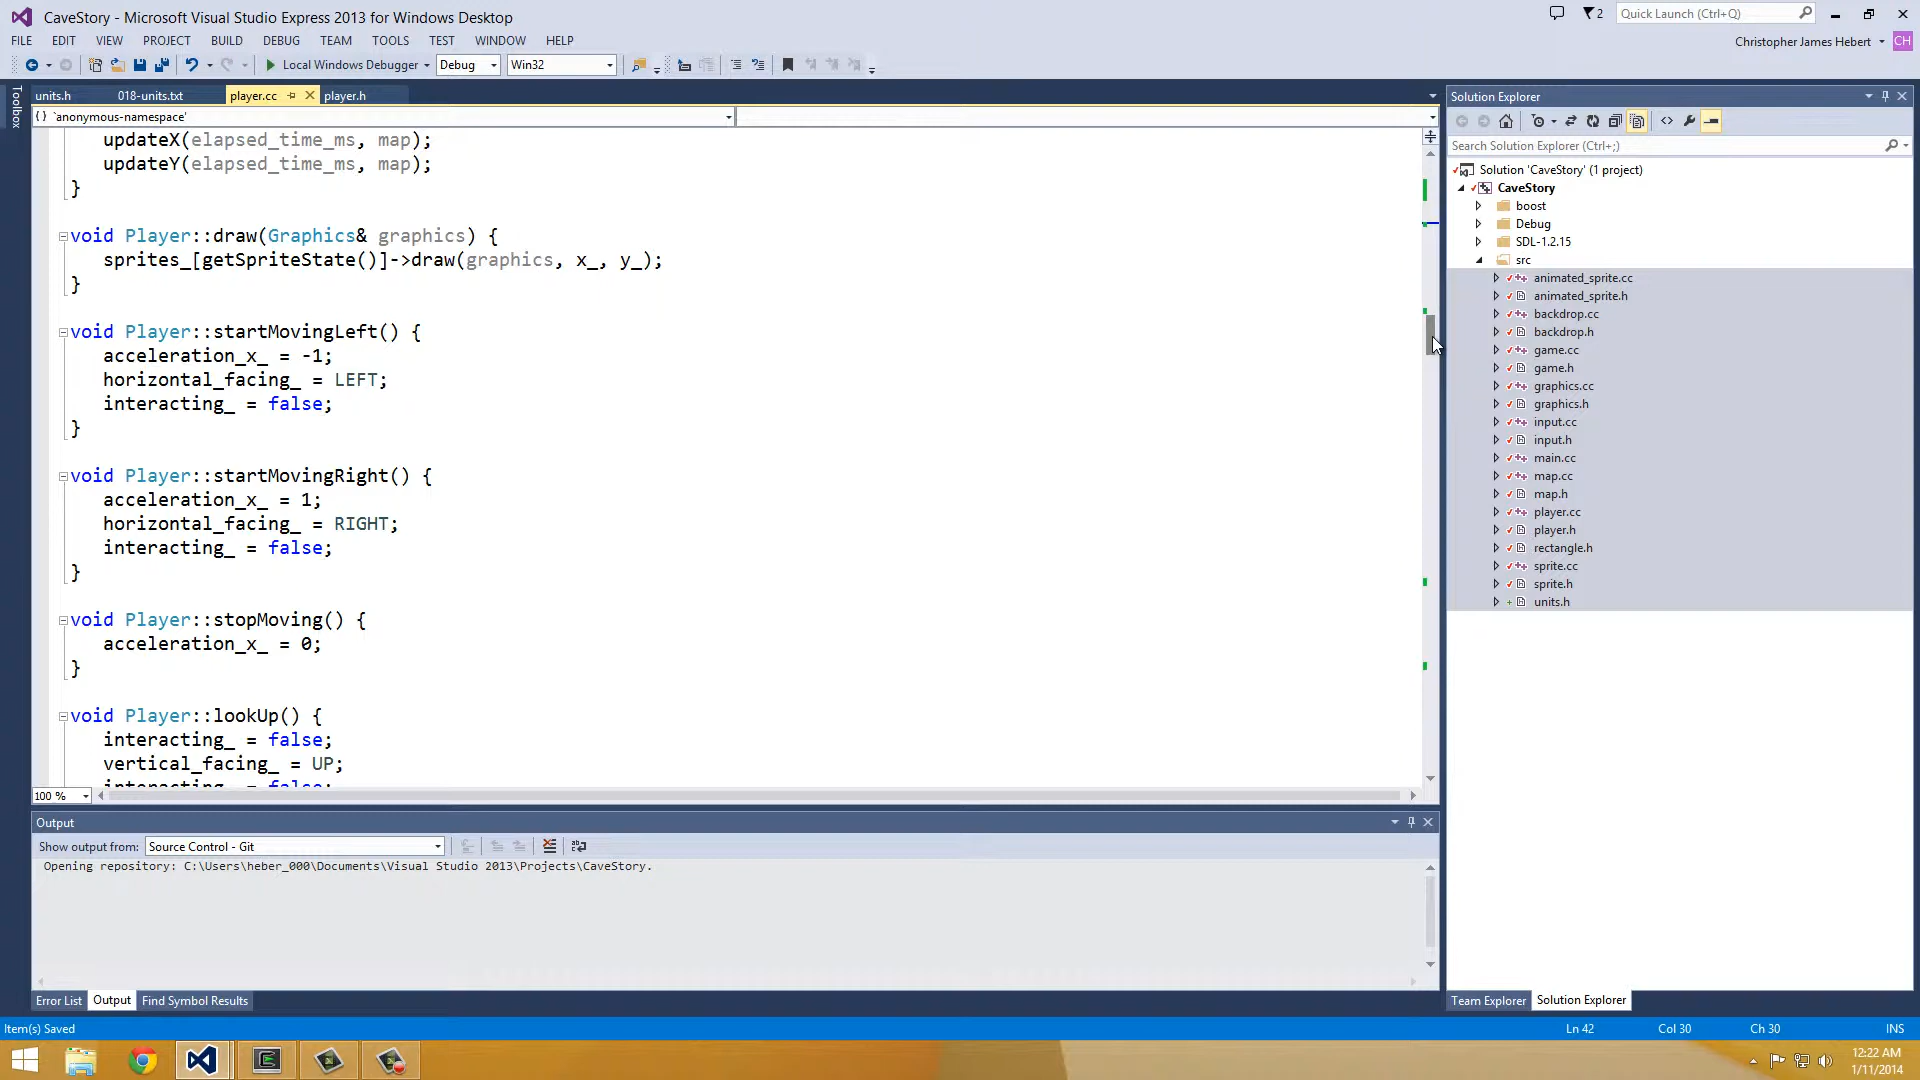 CaveStory - Microsoft Visual Studio Express 2013 for Windows Desktop
2
Quick Launch (Ctrl+Q)
FILE EDIT VIEW PROJECT BUILD DEBUG TEAM TOOLS TEST WINDOW HELP
Christopher James Hebert
CH
Local Windows Debugger
Debug
Win32
Toolbox
units.h 018-units.txt player.cc player.h
{ } `anonymous-namespace'
updateX(elapsed_time_ms, map);
updateY(elapsed_time_ms, map);
}
void Player::draw(Graphics& graphics) {
sprites_[getSpriteState()]->draw(graphics, x_, y_);
}
void Player::startMovingLeft() {
acceleration_x_ = -1;
horizontal_facing_ = LEFT;
interacting_ = false;
}
void Player::startMovingRight() {
acceleration_x_ = 1;
horizontal_facing_ = RIGHT;
interacting_ = false;
}
void Player::stopMoving() {
acceleration_x_ = 0;
}
void Player::lookUp() {
interacting_ = false;
vertical_facing_ = UP;
interacting_ = false;
100 %
Solution Explorer
Search Solution Explorer (Ctrl+;)
Solution 'CaveStory' (1 project)
CaveStory
boost
Debug
SDL-1.2.15
src
animated_sprite.cc
animated_sprite.h
backdrop.cc
backdrop.h
game.cc
game.h
graphics.cc
graphics.h
input.cc
input.h
main.cc
map.cc
map.h
player.cc
player.h
rectangle.h
sprite.cc
sprite.h
units.h
Output
Show output from: Source Control - Git
Opening repository: C:\Users\heber_000\Documents\Visual Studio 2013\Projects\CaveStory.
Error List Output Find Symbol Results
Team Explorer Solution Explorer
Item(s) Saved
Ln 42 Col 30 Ch 30 INS
12:22 AM
1/11/2014